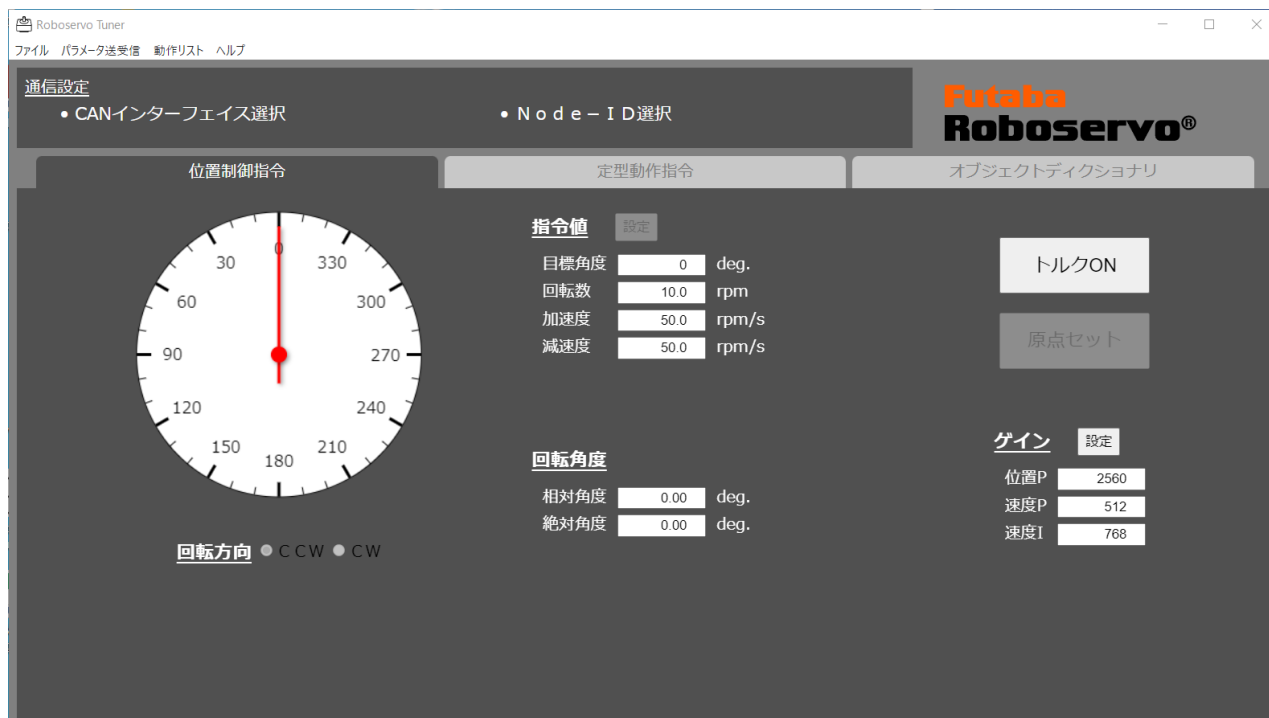 Roboservo Tuner
ファイル パラメータ送受信 動作リスト ヘルプ
通信設定
• CANインターフェイス選択
• Ｎｏｄｅ－ＩＤ選択
Futaba
Roboservo®
位置制御指令
定型動作指令
オブジェクトディクショナリ
0
30
330
60
300
90
270
120
240
150
210
180
回転方向 ＣＣＷ ＣＷ
指令値 設定
目標角度 0 deg.
回転数 10.0 rpm
加速度 50.0 rpm/s
減速度 50.0 rpm/s
回転角度
相対角度 0.00 deg.
絶対角度 0.00 deg.
トルクON
原点セット
ゲイン 設定
位置P 2560
速度P 512
速度I 768